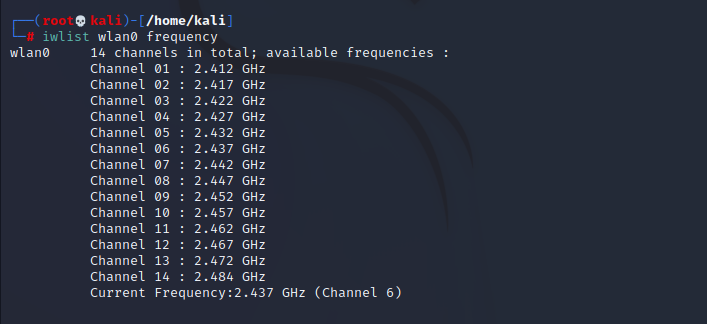 ┌──(root💀kali)-[/home/kali]
└─# iwlist wlan0 frequency
wlan0     14 channels in total; available frequencies :
          Channel 01 : 2.412 GHz
          Channel 02 : 2.417 GHz
          Channel 03 : 2.422 GHz
          Channel 04 : 2.427 GHz
          Channel 05 : 2.432 GHz
          Channel 06 : 2.437 GHz
          Channel 07 : 2.442 GHz
          Channel 08 : 2.447 GHz
          Channel 09 : 2.452 GHz
          Channel 10 : 2.457 GHz
          Channel 11 : 2.462 GHz
          Channel 12 : 2.467 GHz
          Channel 13 : 2.472 GHz
          Channel 14 : 2.484 GHz
          Current Frequency:2.437 GHz (Channel 6)